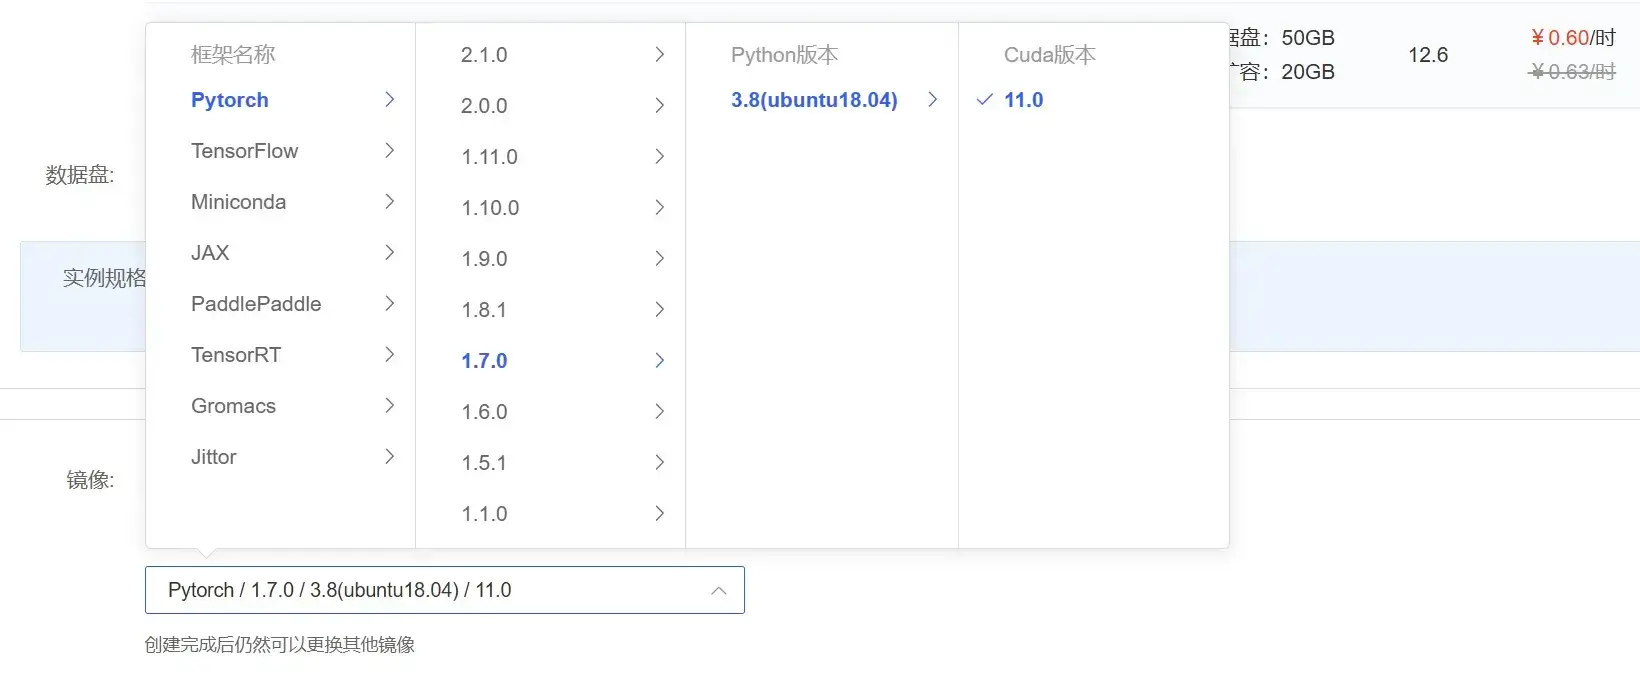 框架名称
Pytorch
TensorFlow
Miniconda
JAX
PaddlePaddle
TensorRT
Gromacs
Jittor
2.1.0
2.0.0
1.11.0
1.10.0
1.9.0
1.8.1
1.7.0
1.6.0
1.5.1
1.1.0
Python版本
3.8(ubuntu18.04)
Cuda版本
11.0
据盘：50GB
容：20GB
12.6
￥0.60/时
￥0.63/时
数据盘:
实例规格
镜像:
Pytorch / 1.7.0 / 3.8(ubuntu18.04) / 11.0
创建完成后仍然可以更换其他镜像